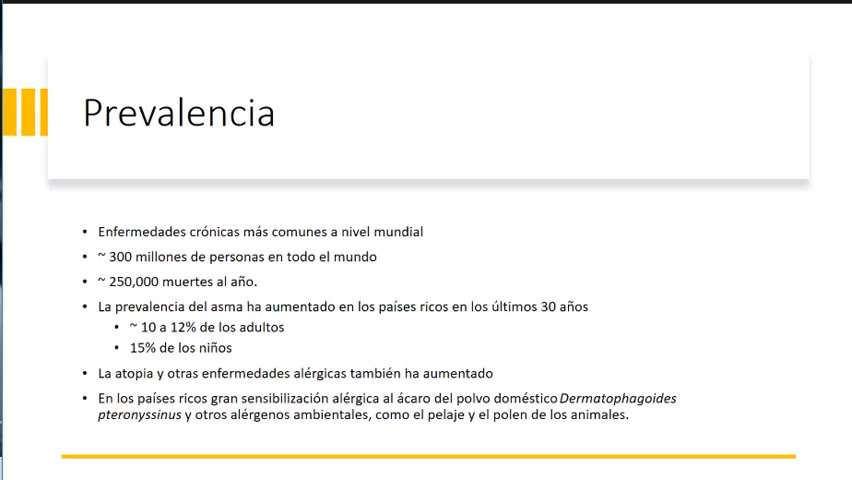 Prevalencia
• Enfermedades crónicas más comunes a nivel mundial
• ~ 300 millones de personas en todo el mundo
• ~ 250,000 muertes al año.
• La prevalencia del asma ha aumentado en los países ricos en los últimos 30 años
• ~ 10 a 12% de los adultos
• 15% de los niños
• La atopia y otras enfermedades alérgicas también ha aumentado
• En los países ricos gran sensibilización alérgica al ácaro del polvo doméstico Dermatophagoides
pteronyssinus y otros alérgenos ambientales, como el pelaje y el polen de los animales.